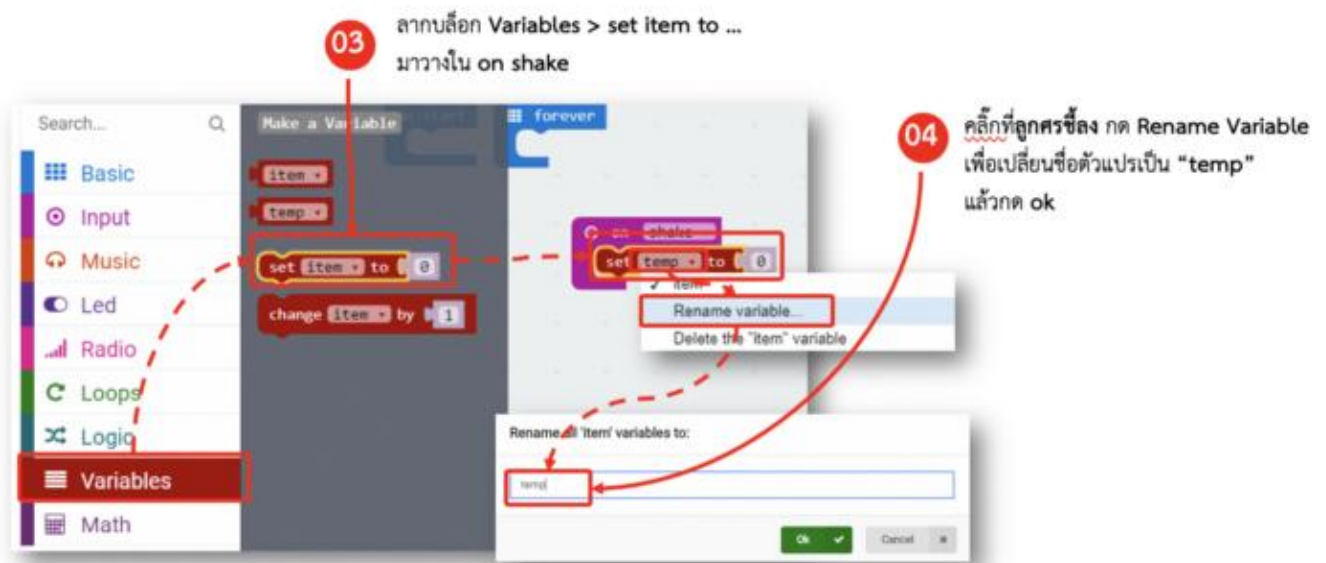 03
ลากบล็อก Variables > set item to ...
มาวางใน on shake
04
คลิ๊กที่ลูกศรชี้ลง กด Rename Variable
เพื่อเปลี่ยนชื่อตัวแปรเป็น “temp”
แล้วกด ok
Search...
Basic
Input
Music
Led
Radio
Loops
Logic
Variables
Math
Make a Variable
item
temp
set item to 0
change item by 1
forever
on shake
set temp to 0
item
Rename variable...
Delete the "item" variable
Rename all 'item' variables to:
temp
Ok
Cancel